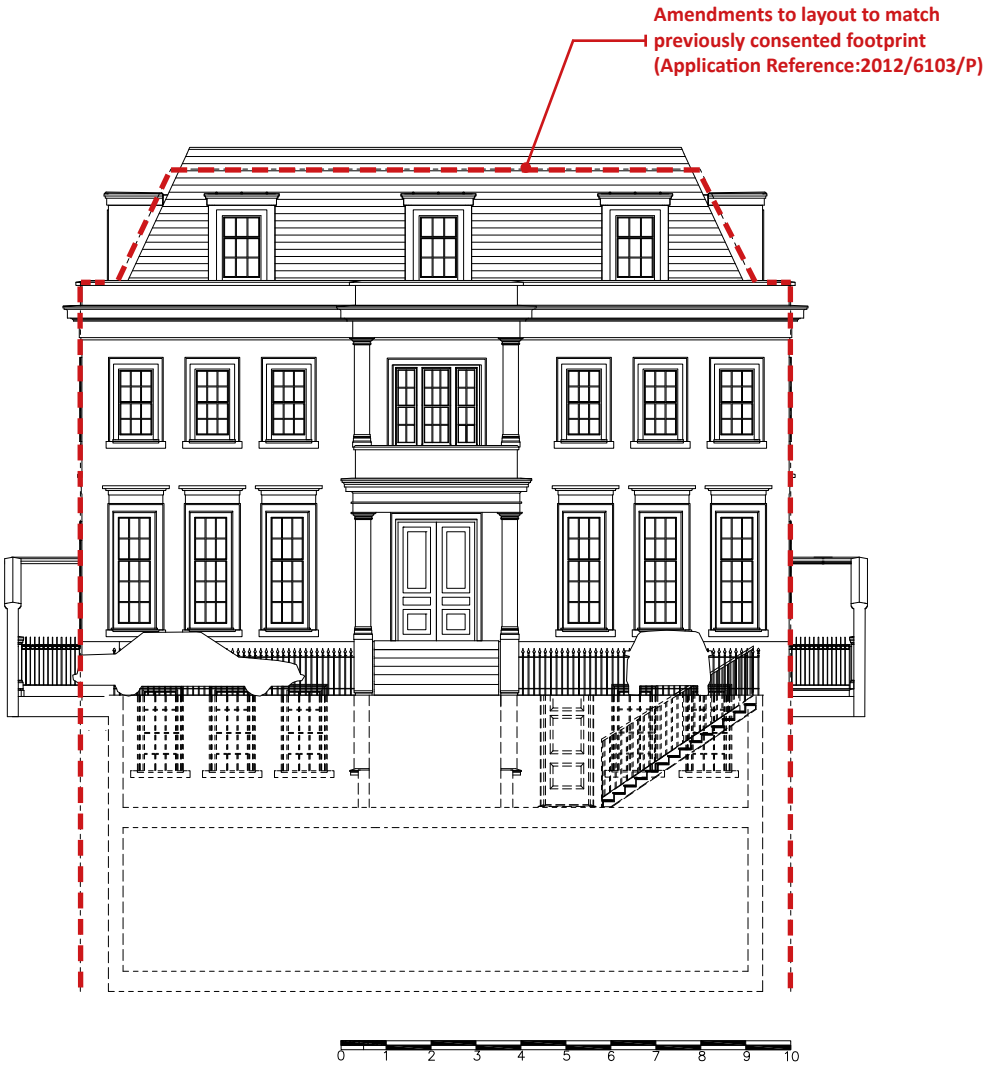 Amendments to layout to match
previously consented footprint
(Application Reference:2012/6103/P)
0 1 2 3 4 5 6 7 8 9 10